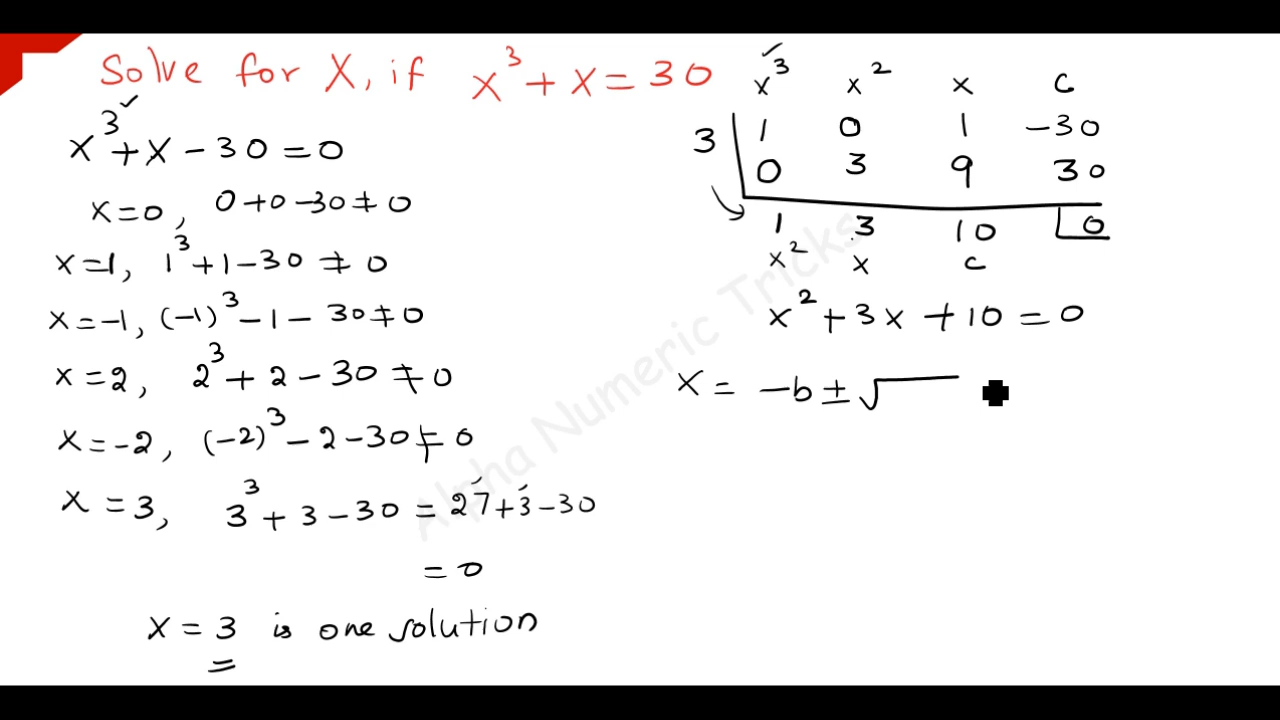 Solve for X, if x³ + x = 30
x³ + x − 30 = 0
x = 0, 0 + 0 − 30 ≠ 0
x = 1, 1³ + 1 − 30 ≠ 0
x = −1, (−1)³ − 1 − 30 ≠ 0
x = 2, 2³ + 2 − 30 ≠ 0
x = −2, (−2)³ − 2 − 30 ≠ 0
x = 3, 3³ + 3 − 30 = 27 + 3 − 30
= 0
x = 3 is one solution
x³ x² x c
3 1 0 1 −30
0 3 9 30
1 3 10 0
x² x c
x² + 3x + 10 = 0
x = −b ± √
Alpha Numeric Tricks